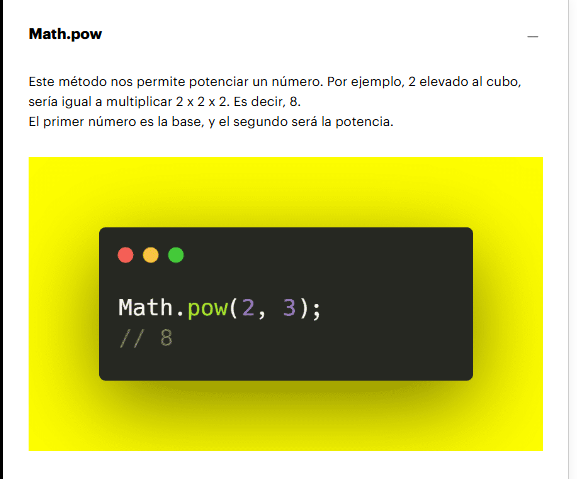 Math.pow
Este método nos permite potenciar un número. Por ejemplo, 2 elevado al cubo,
sería igual a multiplicar 2 x 2 x 2. Es decir, 8.
El primer número es la base, y el segundo será la potencia.
Math.pow(2, 3);
// 8